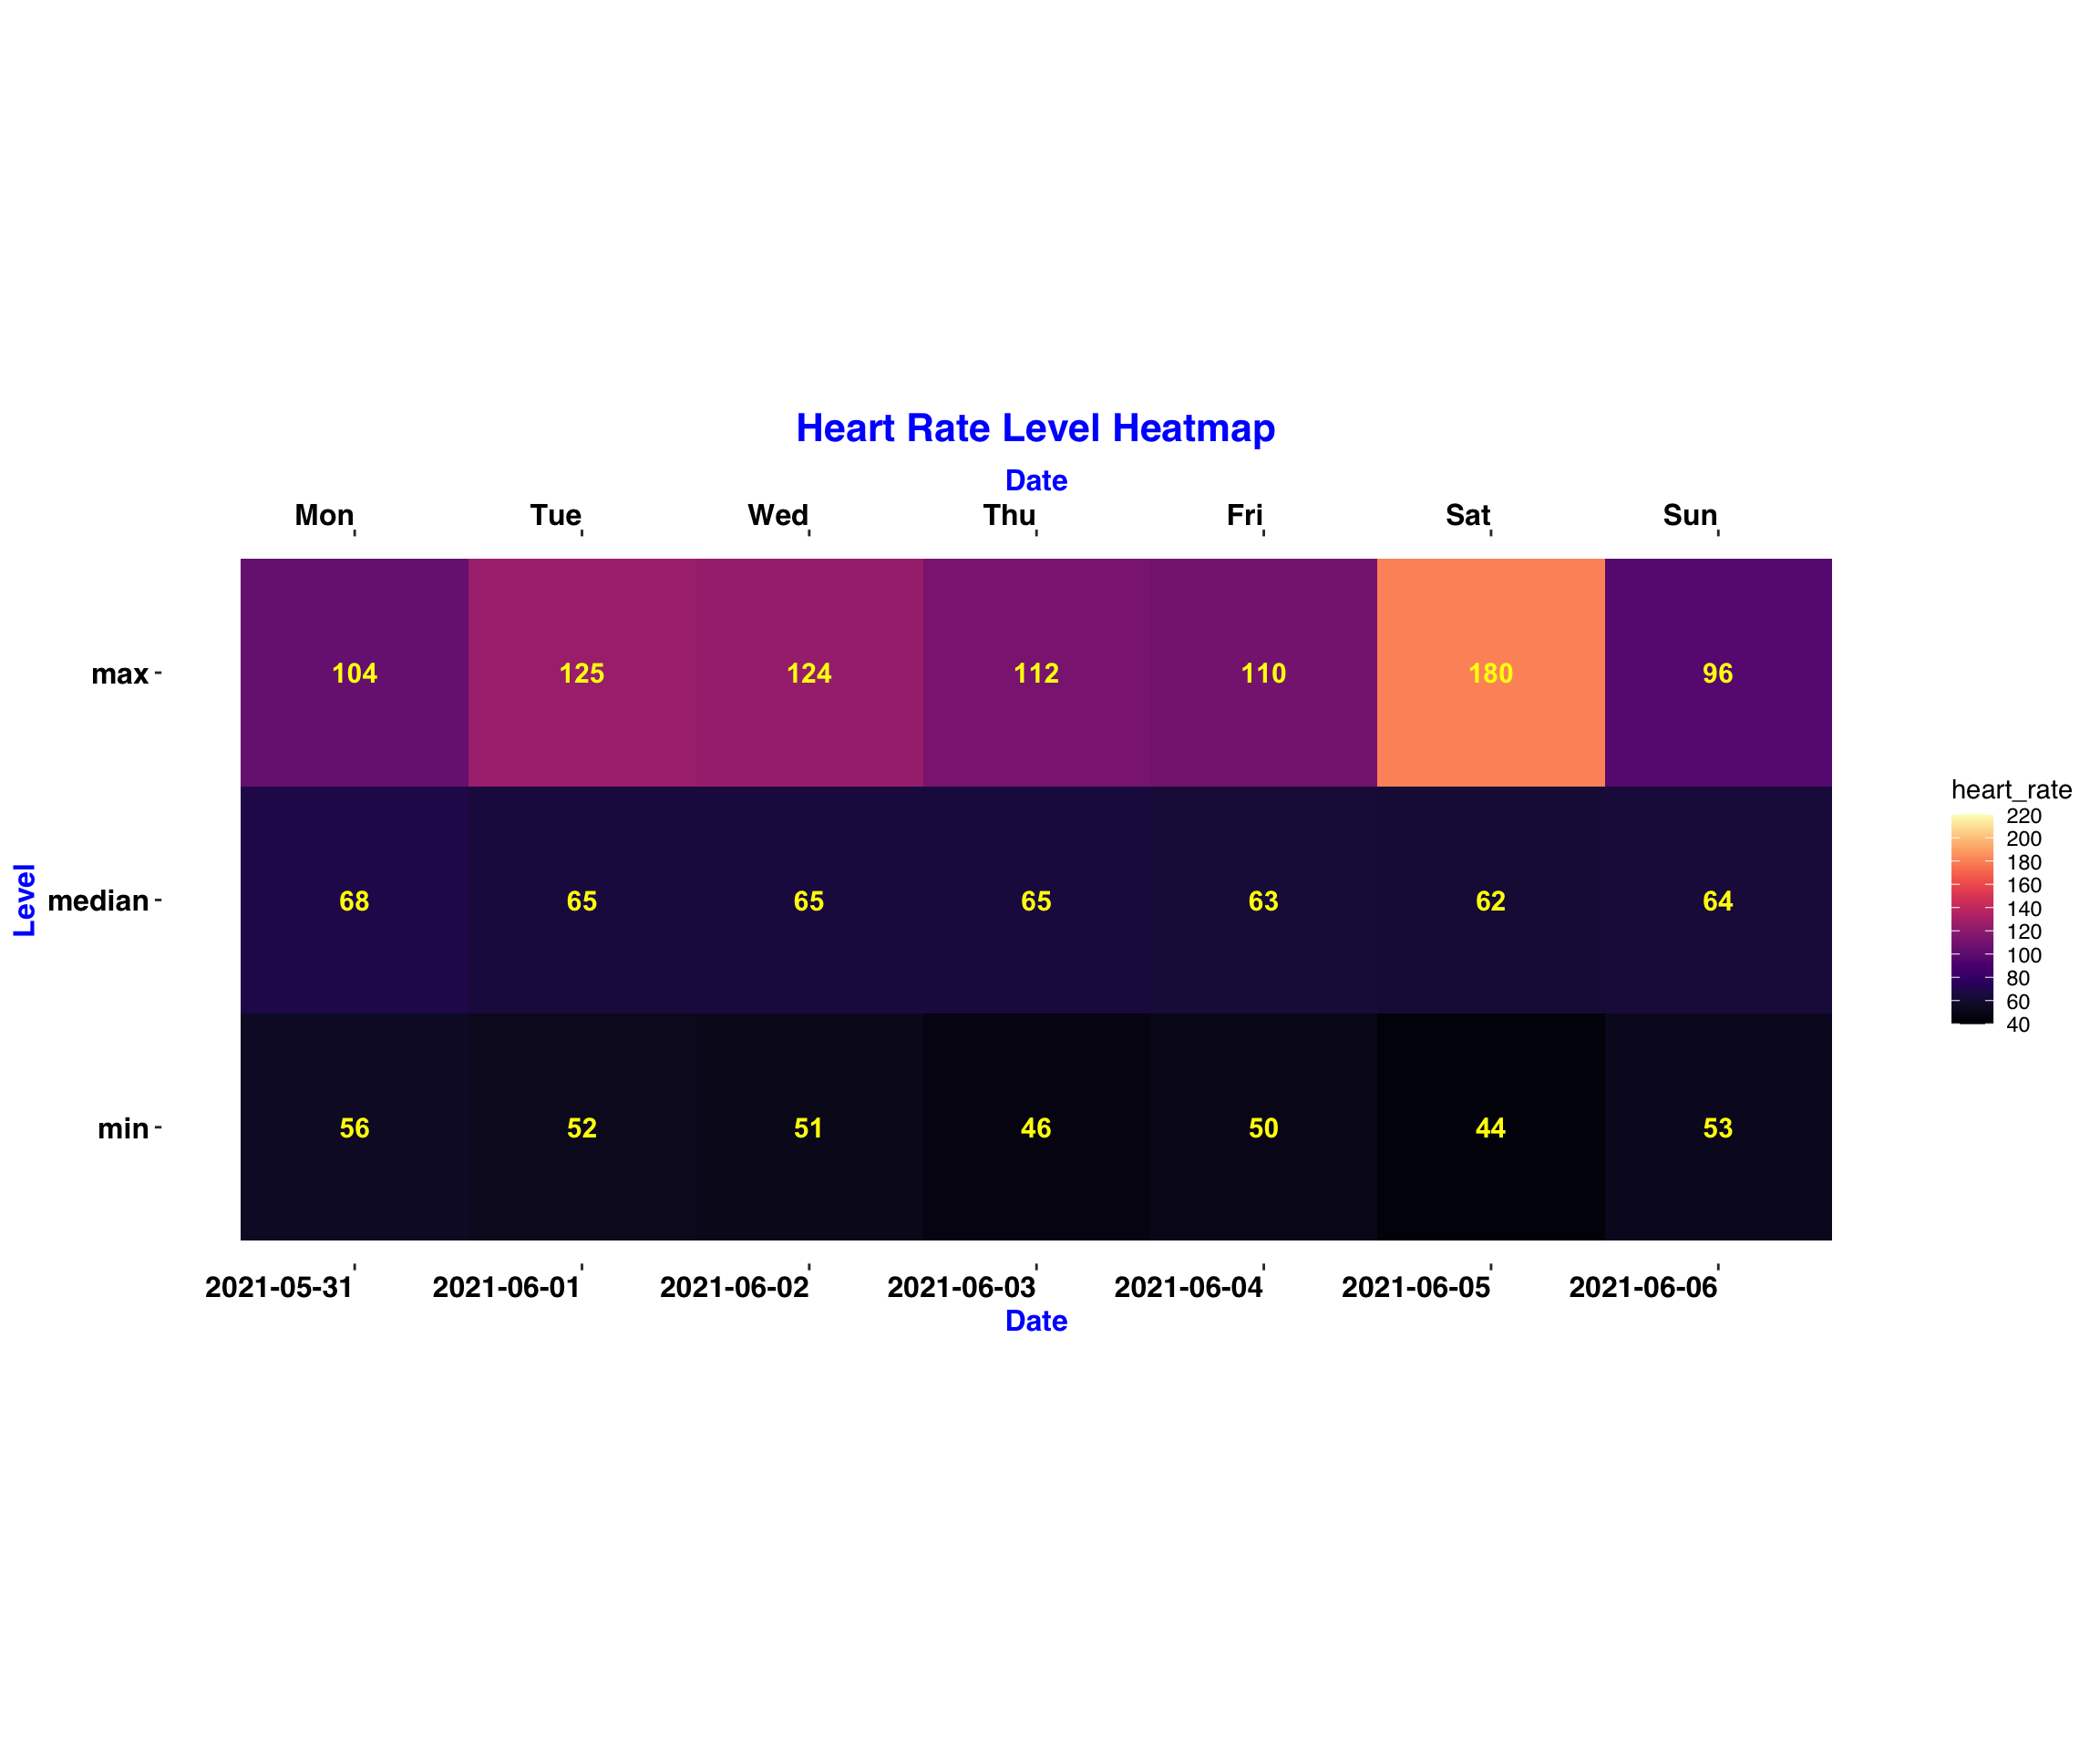 Heart Rate Level Heatmap
Date
Mon Tue Wed Thu Fri Sat Sun
max 104 125 124 112 110 180 96
Level
median 68 65 65 65 63 62 64
min 56 52 51 46 50 44 53
2021-05-31 2021-06-01 2021-06-02 2021-06-03 2021-06-04 2021-06-05 2021-06-06
Date
heart_rate
220
200
180
160
140
120
100
80
60
40